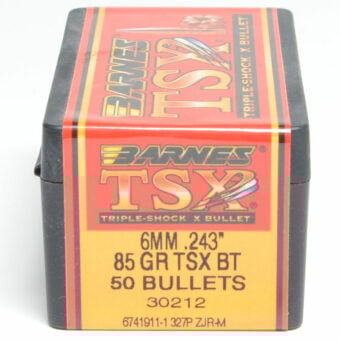 BARNES
TSX
TRIPLE-SHOCK X BULLET
BARNES®
TSX®
TRIPLE-SHOCK X BULLET
6MM .243"
85 GR TSX BT
50 BULLETS
30212
6741911-1 327P ZJR-M